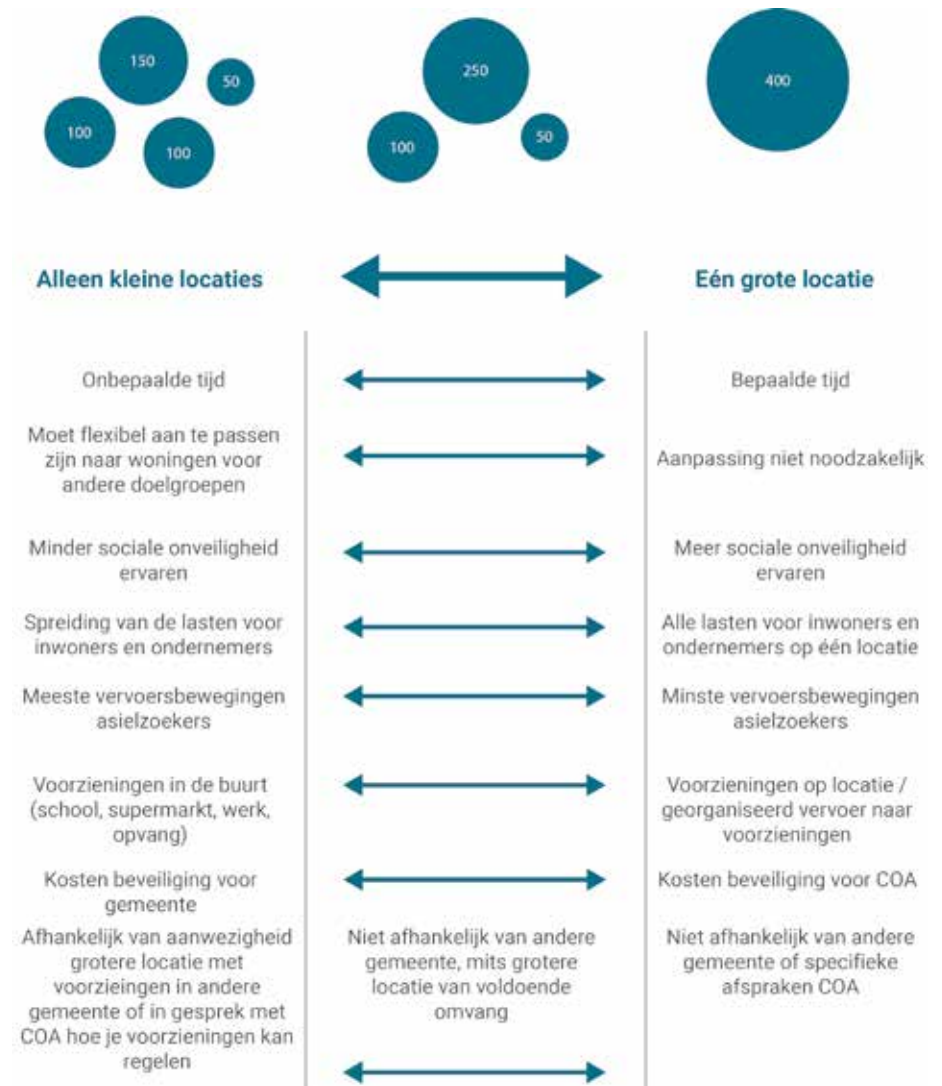 150
50
100
100
250
100
50
400
Alleen kleine locaties
Eén grote locatie
Onbepaalde tijd
Bepaalde tijd
Moet flexibel aan te passen
zijn naar woningen voor
andere doelgroepen
Aanpassing niet noodzakelijk
Minder sociale onveiligheid
ervaren
Meer sociale onveiligheid
ervaren
Spreiding van de lasten voor
inwoners en ondernemers
Alle lasten voor inwoners en
ondernemers op één locatie
Meeste vervoersbewegingen
asielzoekers
Minste vervoersbewegingen
asielzoekers
Voorzieningen in de buurt
(school, supermarkt, werk,
opvang)
Voorzieningen op locatie /
georganiseerd vervoer naar
voorzieningen
Kosten beveiliging voor
gemeente
Kosten beveiliging voor COA
Afhankelijk van aanwezigheid
grotere locatie met
voorzieingen in andere
gemeente of in gesprek met
COA hoe je voorzieningen kan
regelen
Niet afhankelijk van andere
gemeente, mits grotere
locatie van voldoende
omvang
Niet afhankelijk van andere
gemeente of specifieke
afspraken COA